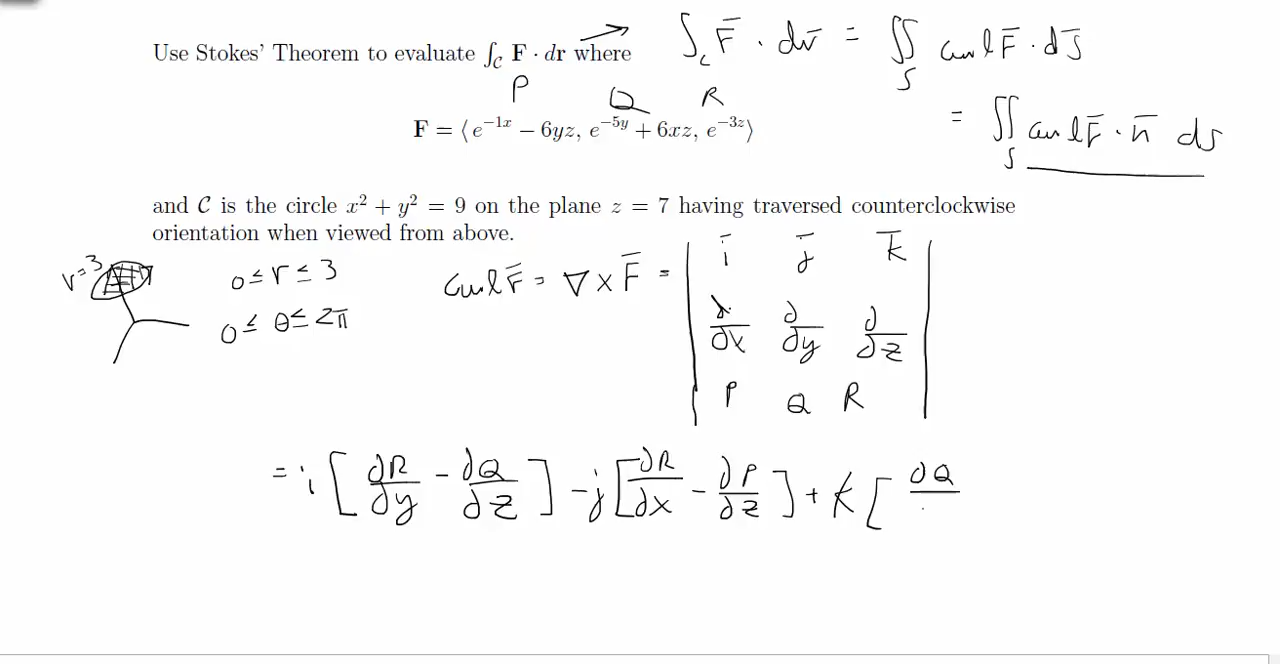 Use Stokes' Theorem to evaluate ∫_C F · dr where
∫_c F̄ · dr̄ = ∬_S curl F̄ · dS̄
P Q R
F = ⟨e^{-1x} − 6yz, e^{-5y} + 6xz, e^{-3z}⟩
= ∬_S curl F̄ · n̄ ds
and C is the circle x² + y² = 9 on the plane z = 7 having traversed counterclockwise
orientation when viewed from above.
r=3
0 ≤ r ≤ 3
0 ≤ θ ≤ 2π
Curl F̄ = ∇ × F̄ = | ī j̄ k̄ |
| ∂/∂x ∂/∂y ∂/∂z |
| P Q R |
= i [ ∂R/∂y − ∂Q/∂z ] − j [ ∂R/∂x − ∂P/∂z ] + k [ ∂Q